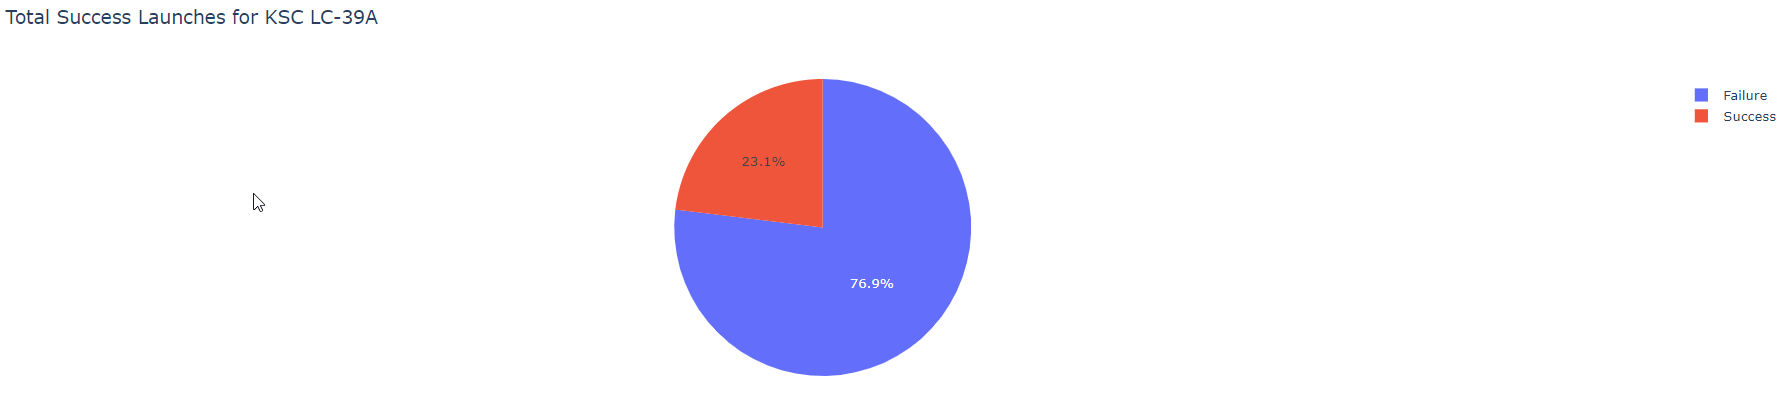 Total Success Launches for KSC LC-39A
Failure
Success
23.1%
76.9%